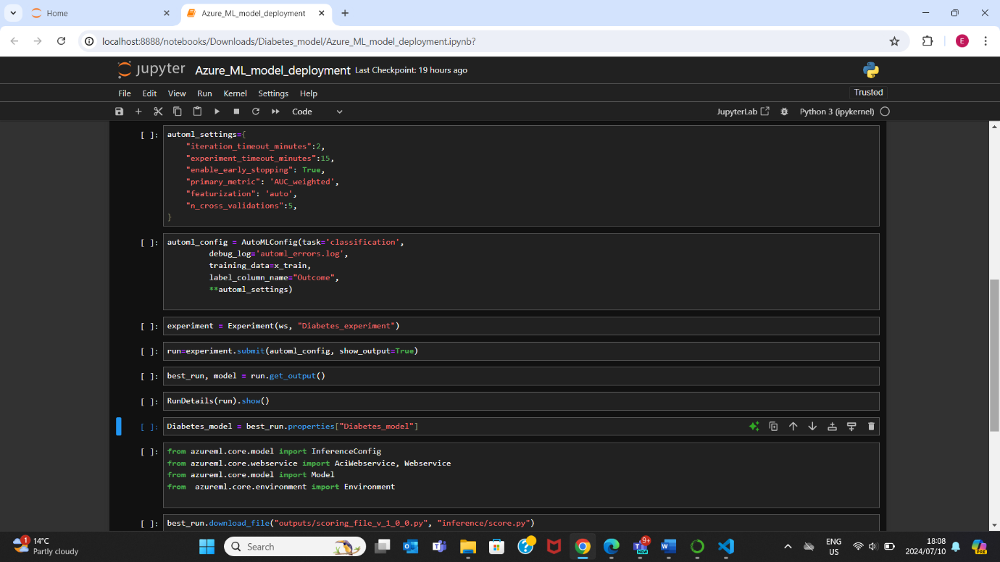 Home
Azure_ML_model_deployment
localhost:8888/notebooks/Downloads/Diabetes_model/Azure_ML_model_deployment.ipynb?
E
jupyter Azure_ML_model_deployment Last Checkpoint: 19 hours ago
File Edit View Run Kernel Settings Help
Trusted
Code
JupyterLab
Python 3 (ipykernel)
[ ]: automl_settings={
"iteration_timeout_minutes":2,
"experiment_timeout_minutes":15,
"enable_early_stopping": True,
"primary_metric": 'AUC_weighted',
"featurization": 'auto',
"n_cross_validations":5,
}
[ ]: automl_config = AutoMLConfig(task='classification',
debug_log='automl_errors.log',
training_data=x_train,
label_column_name="Outcome",
**automl_settings)
[ ]: experiment = Experiment(ws, "Diabetes_experiment")
[ ]: run=experiment.submit(automl_config, show_output=True)
[ ]: best_run, model = run.get_output()
[ ]: RunDetails(run).show()
[ ]: Diabetes_model = best_run.properties["Diabetes_model"]
[ ]: from azureml.core.model import InferenceConfig
from azureml.core.webservice import AciWebservice, Webservice
from azureml.core.model import Model
from  azureml.core.environment import Environment
[ ]: best_run.download_file("outputs/scoring_file_v_1_0_0.py", "inference/score.py")
1
14°C
Partly cloudy
Search
9+
NEW
ENG
US
18:08
2024/07/10
PRE